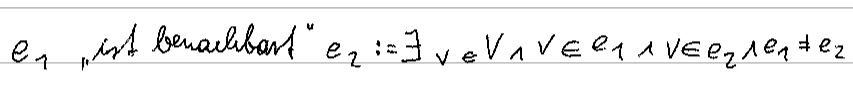 e₁ „ist benachbart“ e₂ := ∃ v ∈ V ∧ v ∈ e₁ ∧ v ∈ e₂ ∧ e₁ ≠ e₂